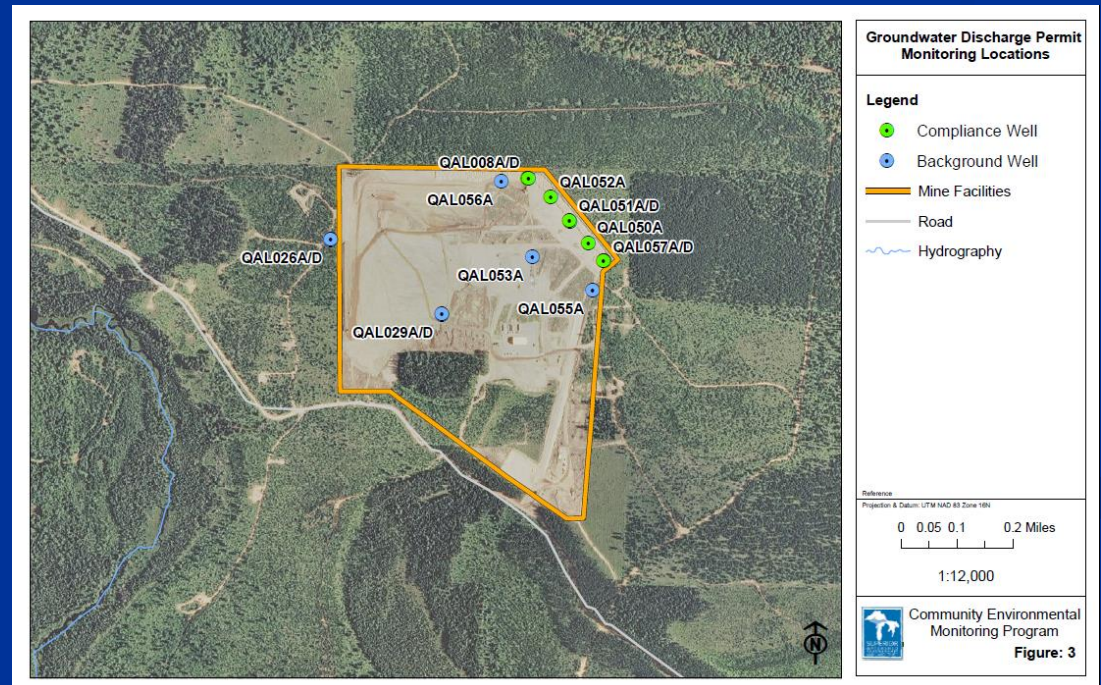 QAL008A/D
QAL052A
QAL056A
QAL051A/D
QAL050A
QAL057A/D
QAL026A/D
QAL053A
QAL055A
QAL029A/D
N
Groundwater Discharge Permit
Monitoring Locations
Legend
Compliance Well
Background Well
Mine Facilities
Road
Hydrography
Reference
Projection & Datum: UTM NAD 83 Zone 16N
0 0.05 0.1 0.2 Miles
1:12,000
Community Environmental
Monitoring Program
Figure: 3